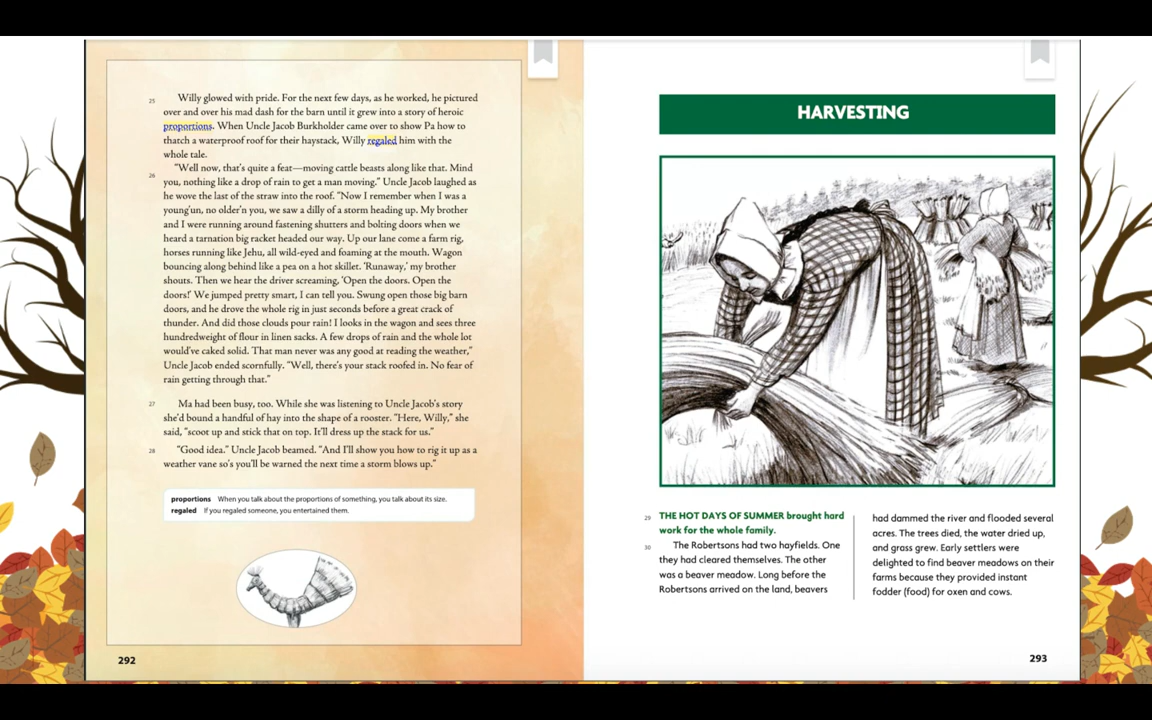 25 Willy glowed with pride. For the next few days, as he worked, he pictured
over and over his mad dash for the barn until it grew into a story of heroic
proportions. When Uncle Jacob Burkholder came over to show Pa how to
thatch a waterproof roof for their haystack, Willy regaled him with the
whole tale.
26 “Well now, that’s quite a feat—moving cattle beasts along like that. Mind
you, nothing like a drop of rain to get a man moving.” Uncle Jacob laughed as
he wove the last of the straw into the roof. “Now I remember when I was a
young’un, no older’n you, we saw a dilly of a storm heading up. My brother
and I were running around fastening shutters and bolting doors when we
heard a tarnation big racket headed our way. Up our lane come a farm rig,
horses running like Jehu, all wild-eyed and foaming at the mouth. Wagon
bouncing along behind like a pea on a hot skillet. ‘Runaway,’ my brother
shouts. Then we hear the driver screaming, ‘Open the doors. Open the
doors!’ We jumped pretty smart, I can tell you. Swung open those big barn
doors, and he drove the whole rig in just seconds before a great crack of
thunder. And did those clouds pour rain! I looks in the wagon and sees three
hundredweight of flour in linen sacks. A few drops of rain and the whole lot
would’ve caked solid. That man never was any good at reading the weather,”
Uncle Jacob ended scornfully. “Well, there’s your stack roofed in. No fear of
rain getting through that.”
27 Ma had been busy, too. While she was listening to Uncle Jacob’s story
she’d bound a handful of hay into the shape of a rooster. “Here, Willy,” she
said, “scoot up and stick that on top. It’ll dress up the stack for us.”
28 “Good idea.” Uncle Jacob beamed. “And I’ll show you how to rig it up as a
weather vane so’s you’ll be warned the next time a storm blows up.”
proportions When you talk about the proportions of something, you talk about its size.
regaled If you regaled someone, you entertained them.
292
HARVESTING
29 THE HOT DAYS OF SUMMER brought hard
work for the whole family.
30 The Robertsons had two hayfields. One
they had cleared themselves. The other
was a beaver meadow. Long before the
Robertsons arrived on the land, beavers
had dammed the river and flooded several
acres. The trees died, the water dried up,
and grass grew. Early settlers were
delighted to find beaver meadows on their
farms because they provided instant
fodder (food) for oxen and cows.
293